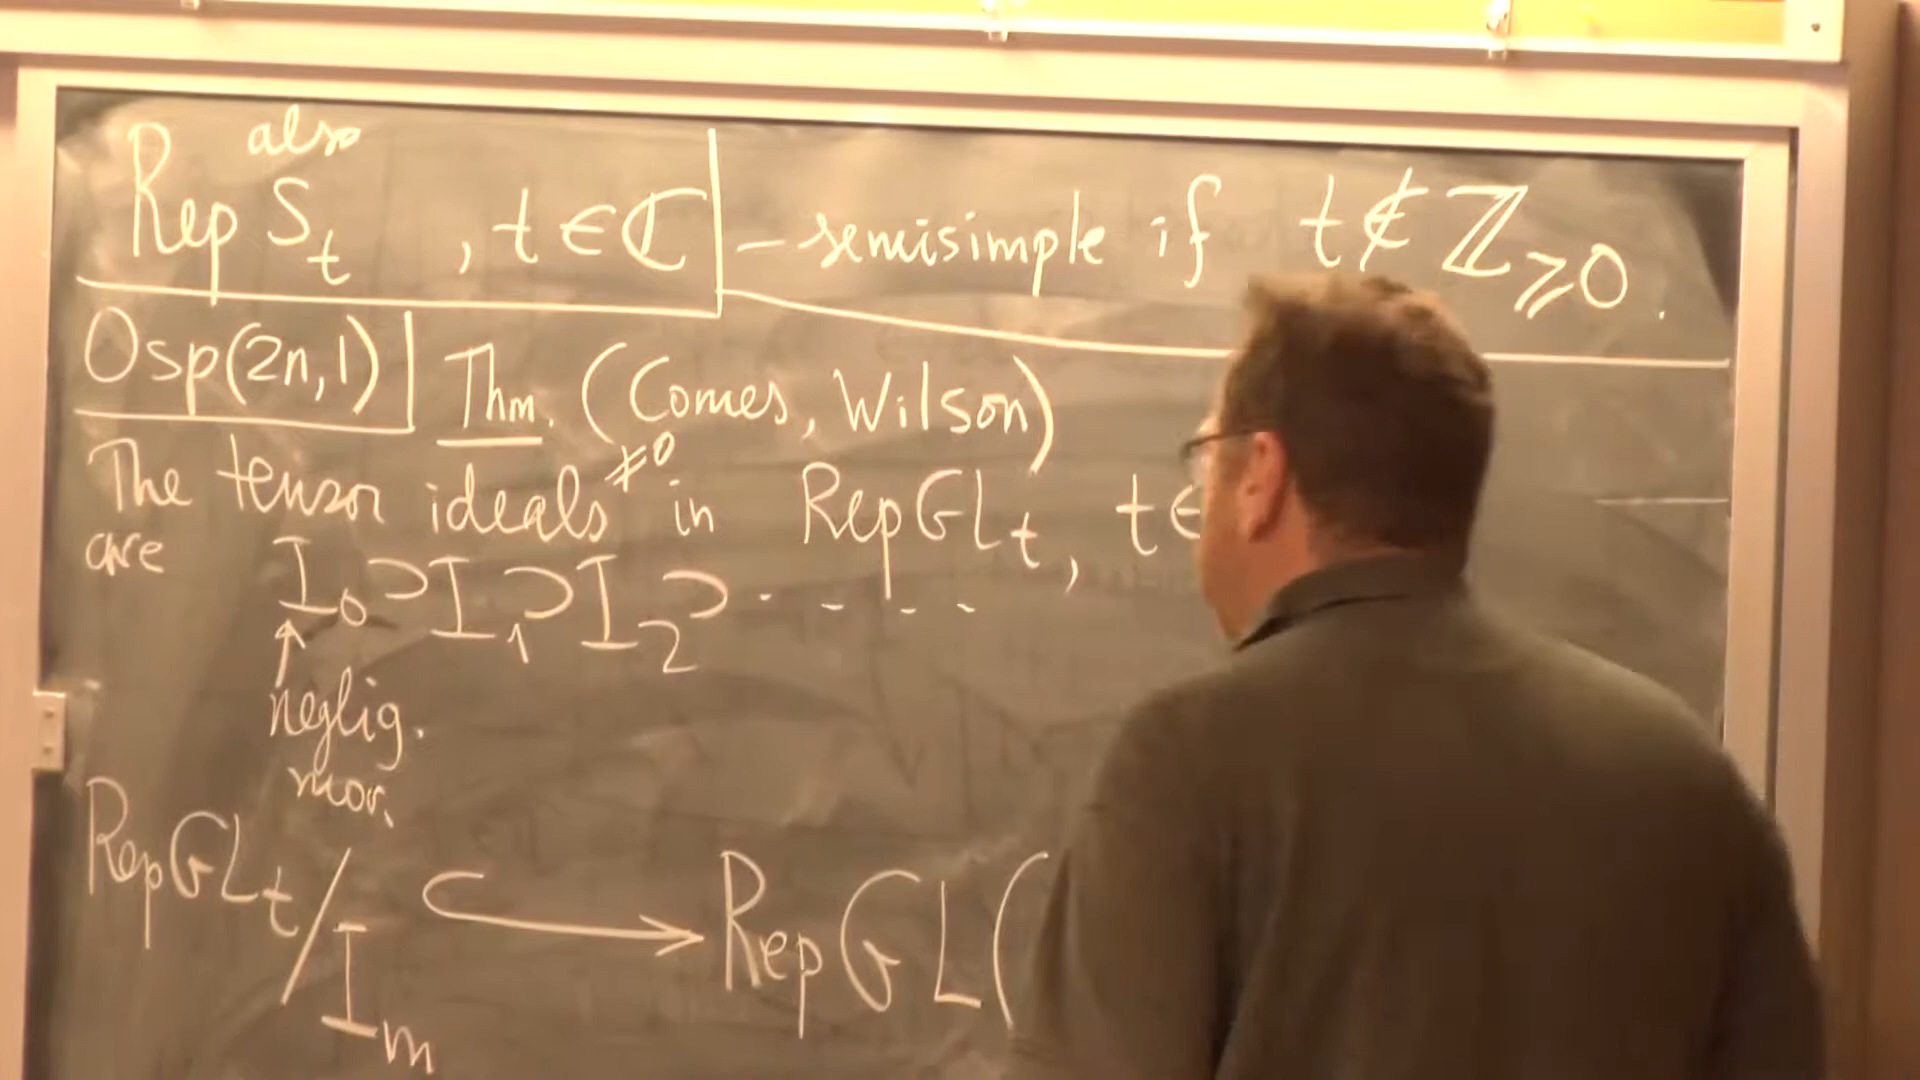 also
Rep S_t , t ∈ ℂ – semisimple if t ∉ ℤ_≥0 .
Osp(2n,1) Thm. (Comes, Wilson)
The tensor ideals ≠0 in Rep GL_t, t ∈
are I_0 ⊃ I_1 ⊃ I_2 ⊃ . . . .
↑
neglig.
mor.
Rep GL_t / I_m ↪ Rep GL(